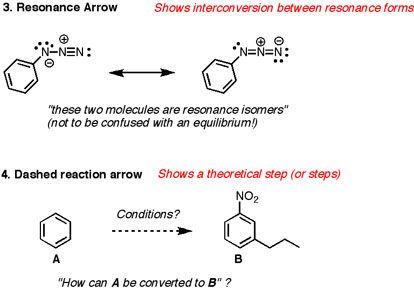 3. Resonance Arrow Shows interconversion between resonance forms
N–N≡N:
⊕
⊖
N=N=N:
⊕ ⊖
"these two molecules are resonance isomers"
(not to be confused with an equilibrium!)
4. Dashed reaction arrow Shows a theoretical step (or steps)
NO₂
Conditions?
A B
"How can A be converted to B" ?